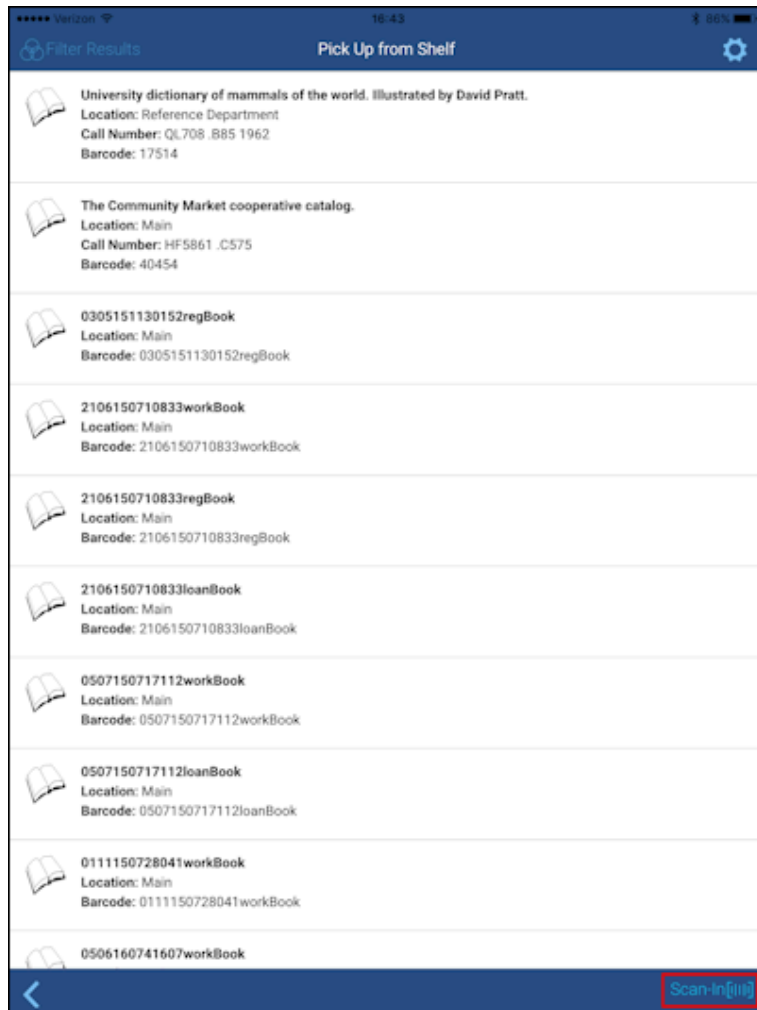 Verizon 16:43 86%
Filter Results Pick Up from Shelf
University dictionary of mammals of the world. Illustrated by David Pratt.
Location: Reference Department
Call Number: QL708 .B85 1962
Barcode: 17514
The Community Market cooperative catalog.
Location: Main
Call Number: HF5861 .C575
Barcode: 40454
0305151130152regBook
Location: Main
Barcode: 0305151130152regBook
2106150710833workBook
Location: Main
Barcode: 2106150710833workBook
2106150710833regBook
Location: Main
Barcode: 2106150710833regBook
2106150710833loanBook
Location: Main
Barcode: 2106150710833loanBook
0507150717112workBook
Location: Main
Barcode: 0507150717112workBook
0507150717112loanBook
Location: Main
Barcode: 0507150717112loanBook
0111150728041workBook
Location: Main
Barcode: 0111150728041workBook
0506160741607workBook
Scan-In